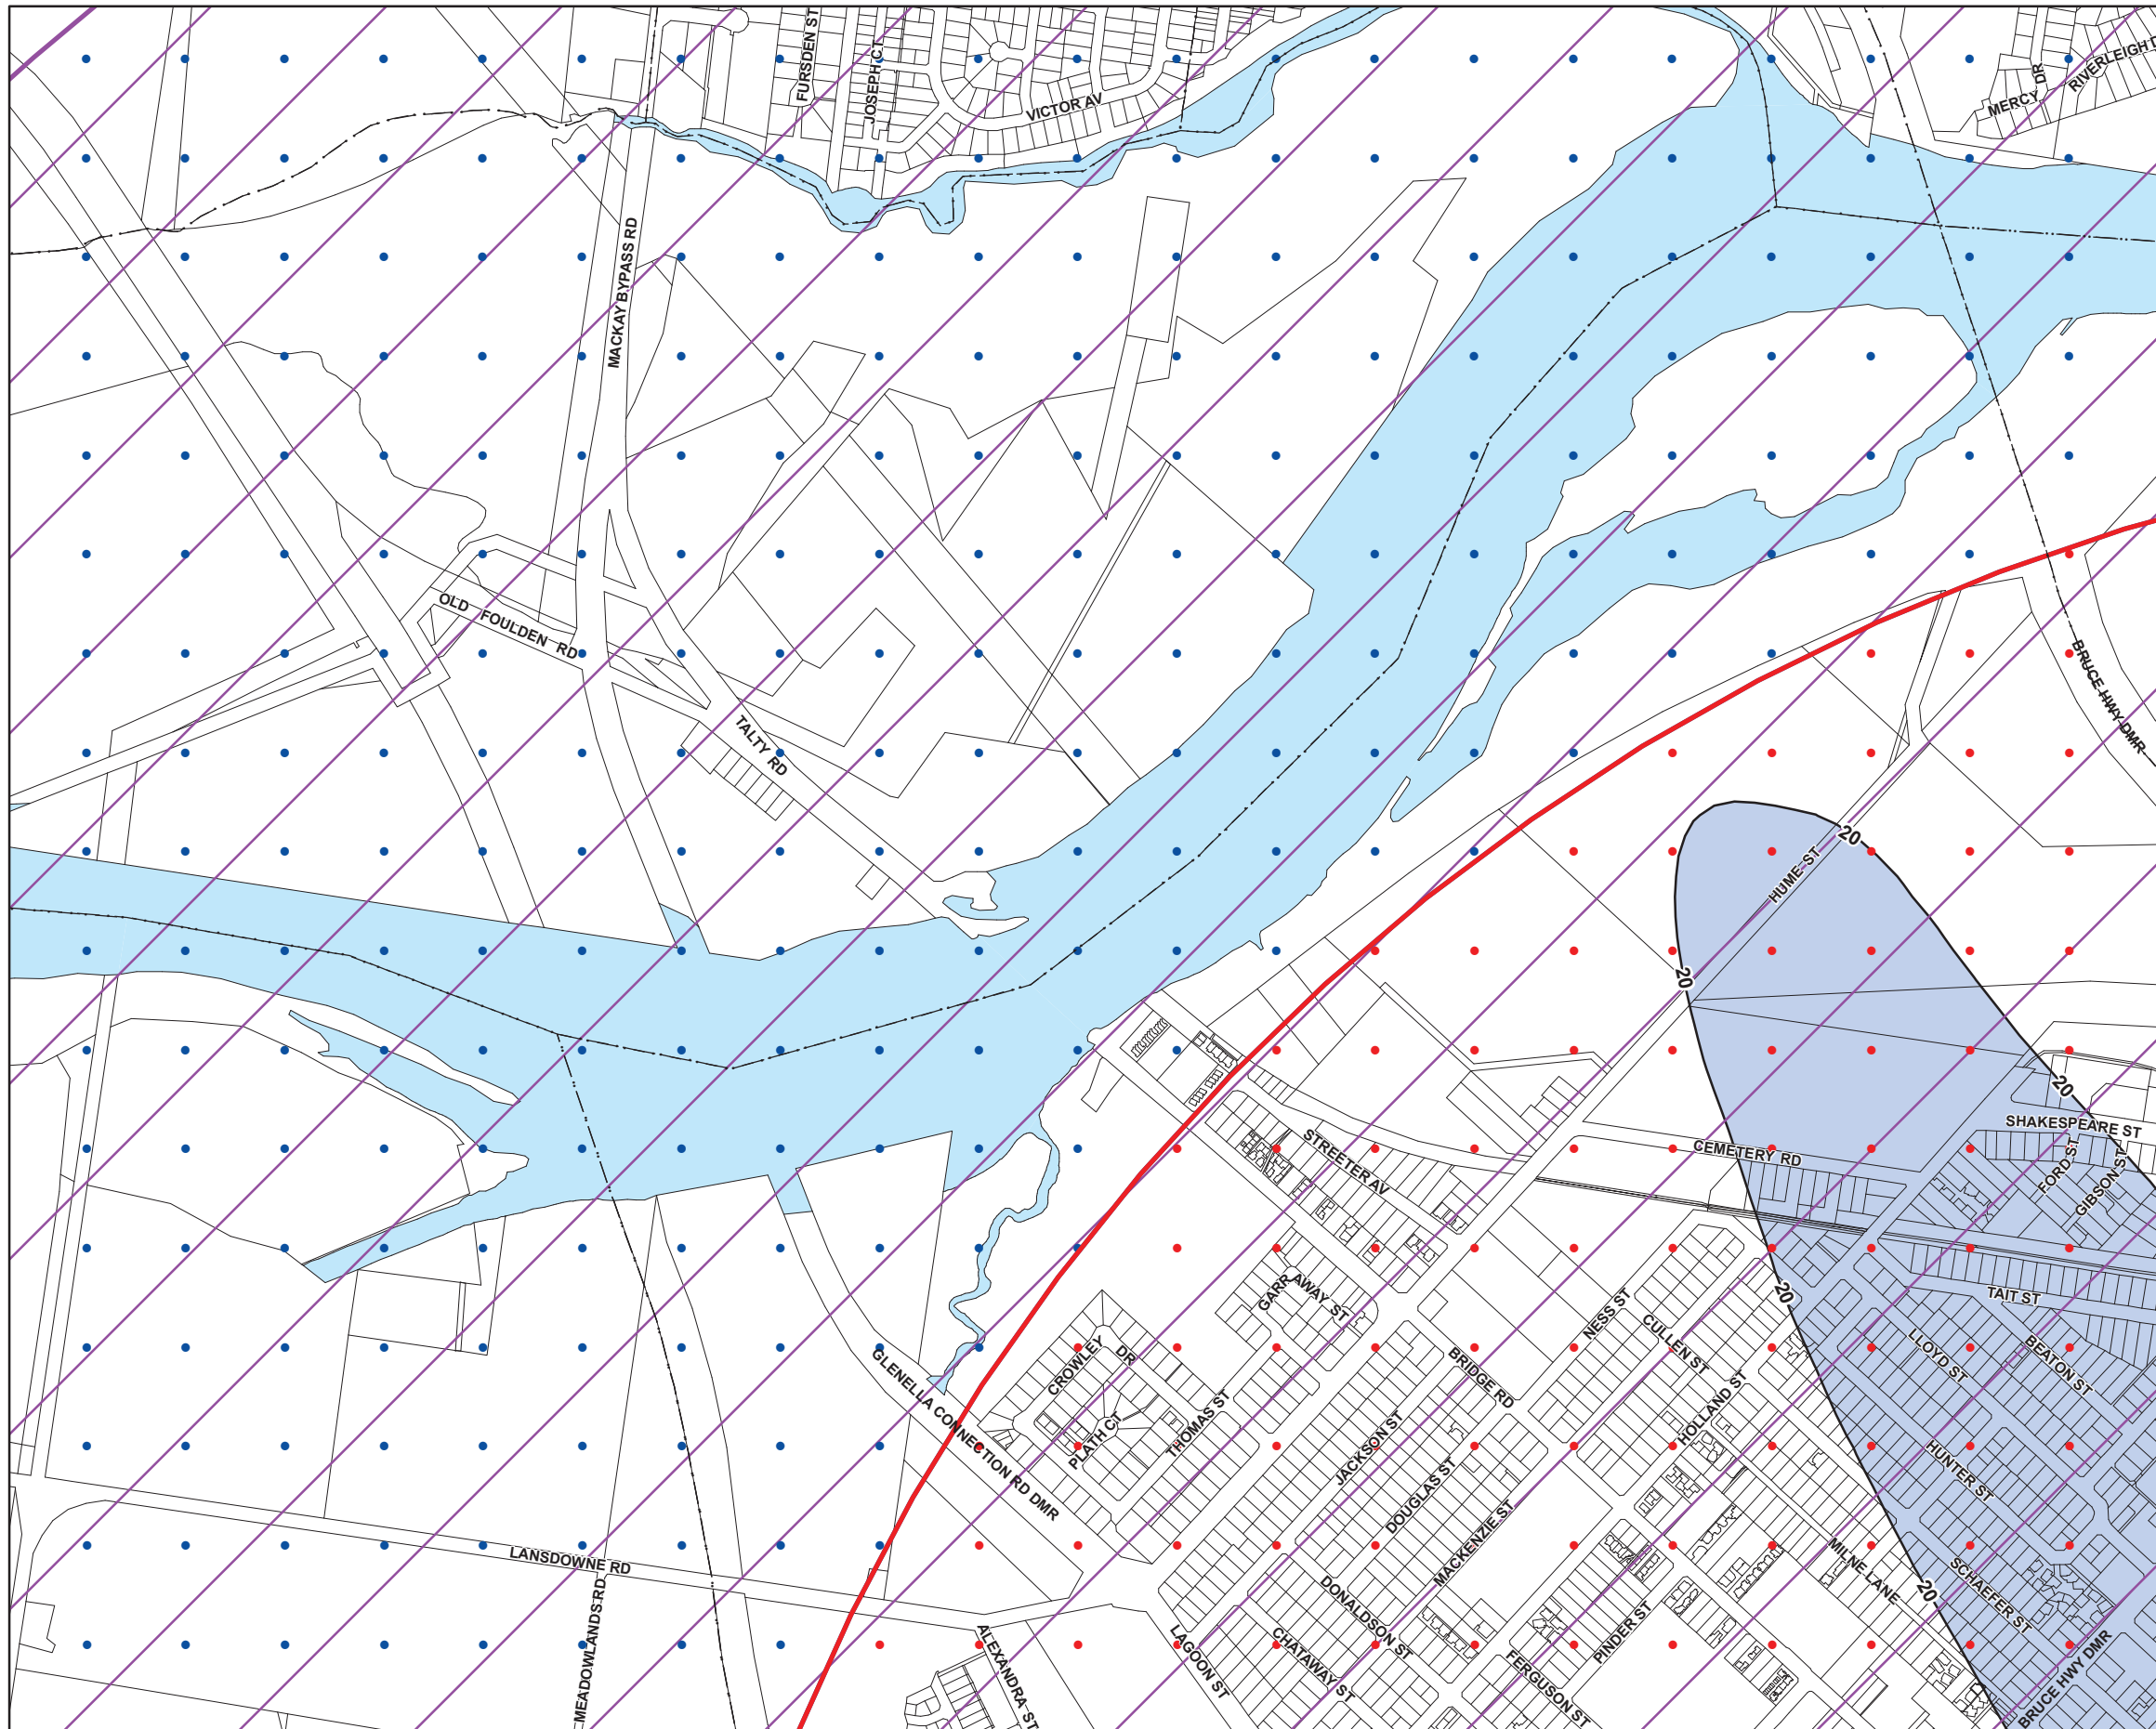 FURSDEN ST
JOSEPH CT
VICTOR AV
MERCY DR
RIVERLEIGH D
MACKAY BYPASS RD
OLD FOULDEN RD
TALTY RD
BRUCE HWY DMR
20
HUME ST
20
20
SHAKESPEARE ST
CEMETERY RD
FORD ST
GIBSON ST
STREETER AV
GARRAWAY ST
20
TAIT ST
NESS ST
CULLEN ST
LLOYD ST
BEATON ST
CROWLEY DR
GLENELLA CONNECTION RD DMR
BRIDGE RD
PLATH CT
THOMAS ST
JACKSON ST
HOLLAND ST
DOUGLAS ST
HUNTER ST
MACKENZIE ST
LANSDOWNE RD
MILNE LANE
SCHAEFER ST
20
DONALDSON ST
MEADOWLANDS RD
ALEXANDRA ST
LAGOON ST
CHATAWAY ST
PINDER ST
FERGUSON ST
BRUCE HWY DMR